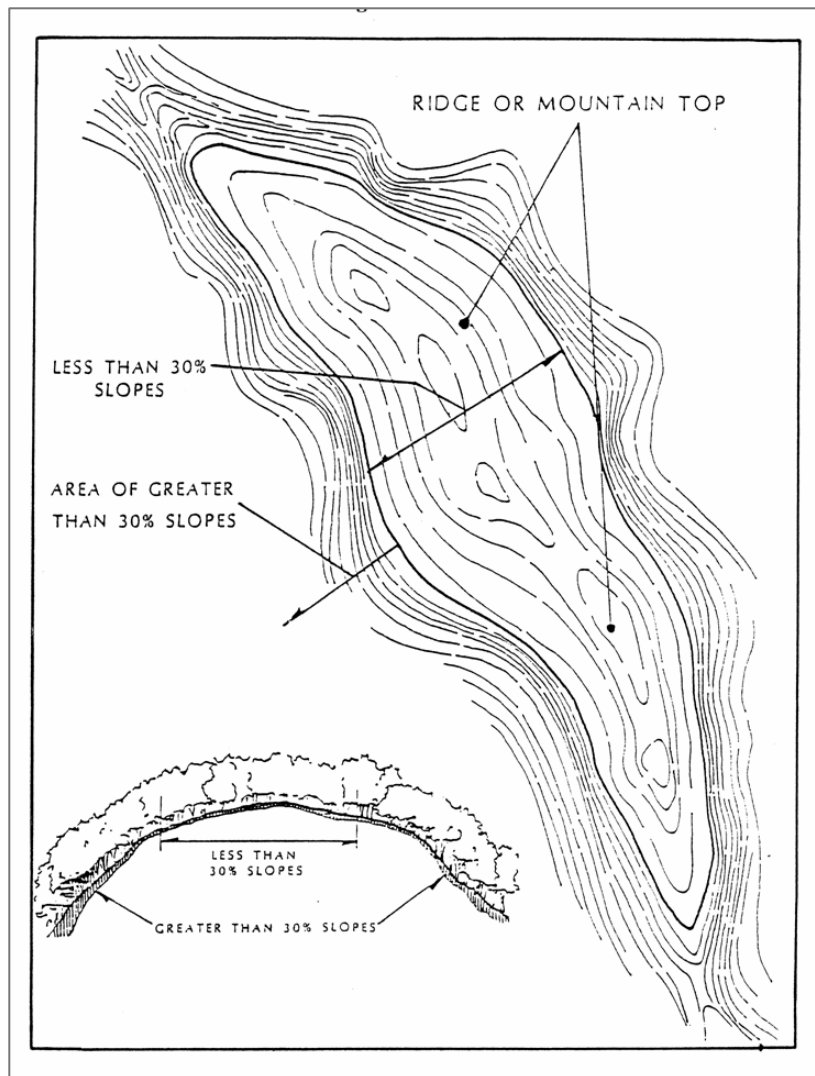 RIDGE OR MOUNTAIN TOP
LESS THAN 30%
SLOPES
AREA OF GREATER
THAN 30% SLOPES
LESS THAN
30% SLOPES
GREATER THAN 30% SLOPES